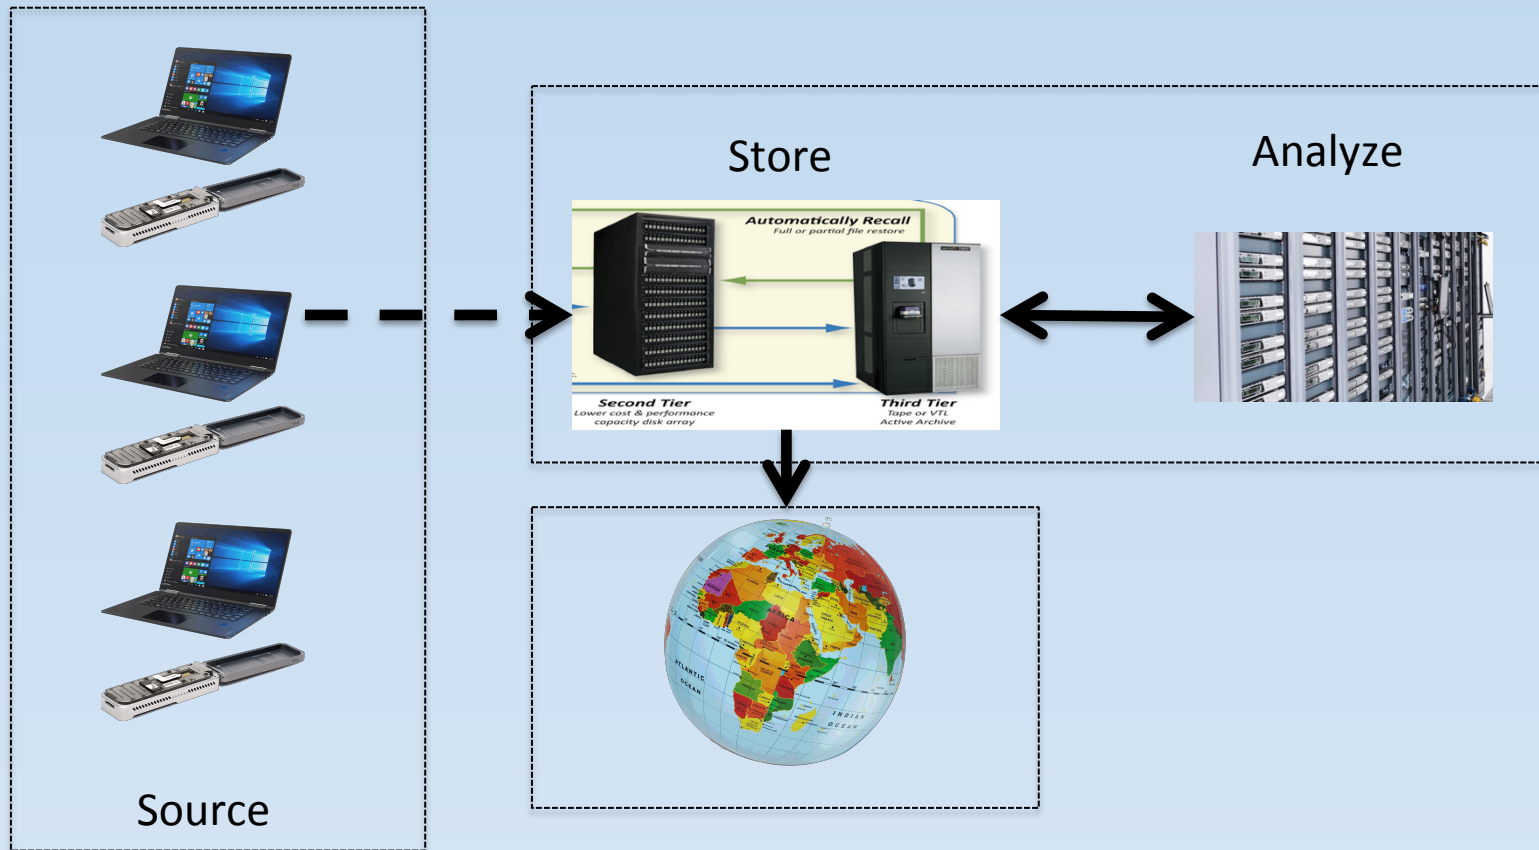 Store
Analyze
Automatically Recall
Full or partial file restore
Second Tier
Lower cost & performance
capacity disk array
Third Tier
Tape or VTL
Active Archive
AFRICA
ATLANTIC
OCEAN
INDIAN
OCEAN
Source